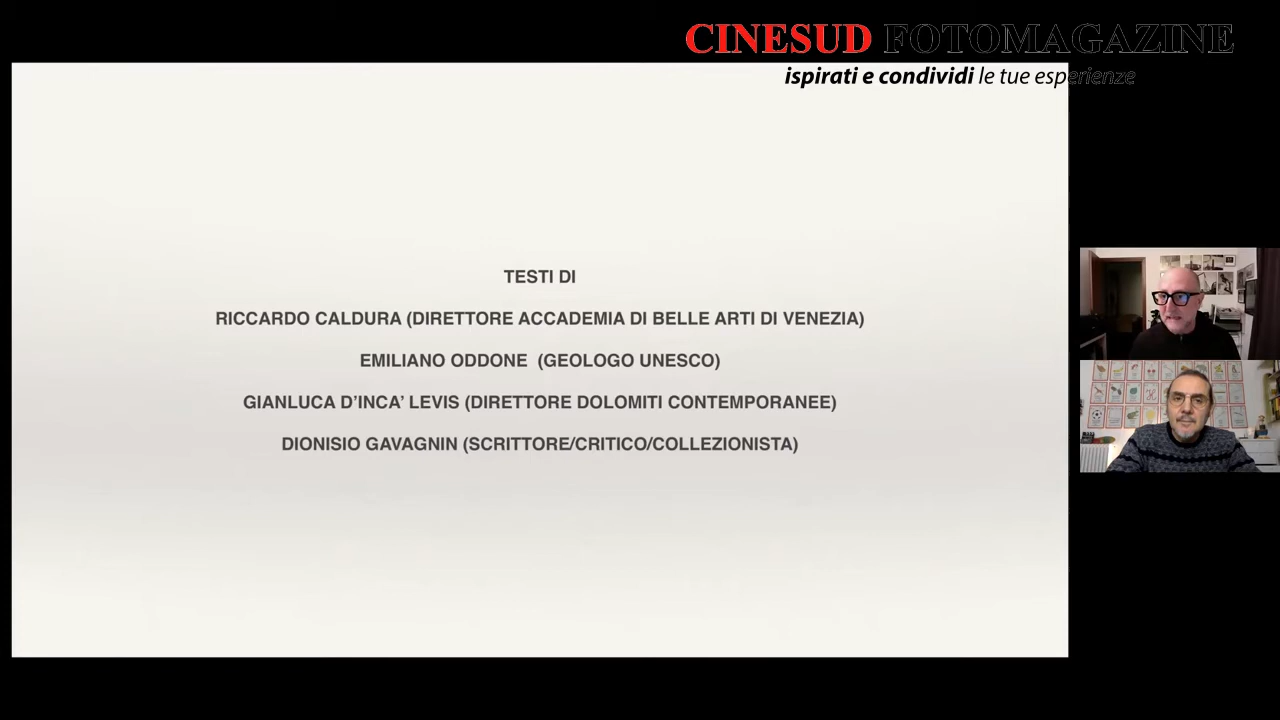 CINESUD FOTOMAGAZINE
ispirati e condividi le tue esperienze
TESTI DI
RICCARDO CALDURA (DIRETTORE ACCADEMIA DI BELLE ARTI DI VENEZIA)
EMILIANO ODDONE (GEOLOGO UNESCO)
GIANLUCA D'INCA' LEVIS (DIRETTORE DOLOMITI CONTEMPORANEE)
DIONISIO GAVAGNIN (SCRITTORE/CRITICO/COLLEZIONISTA)